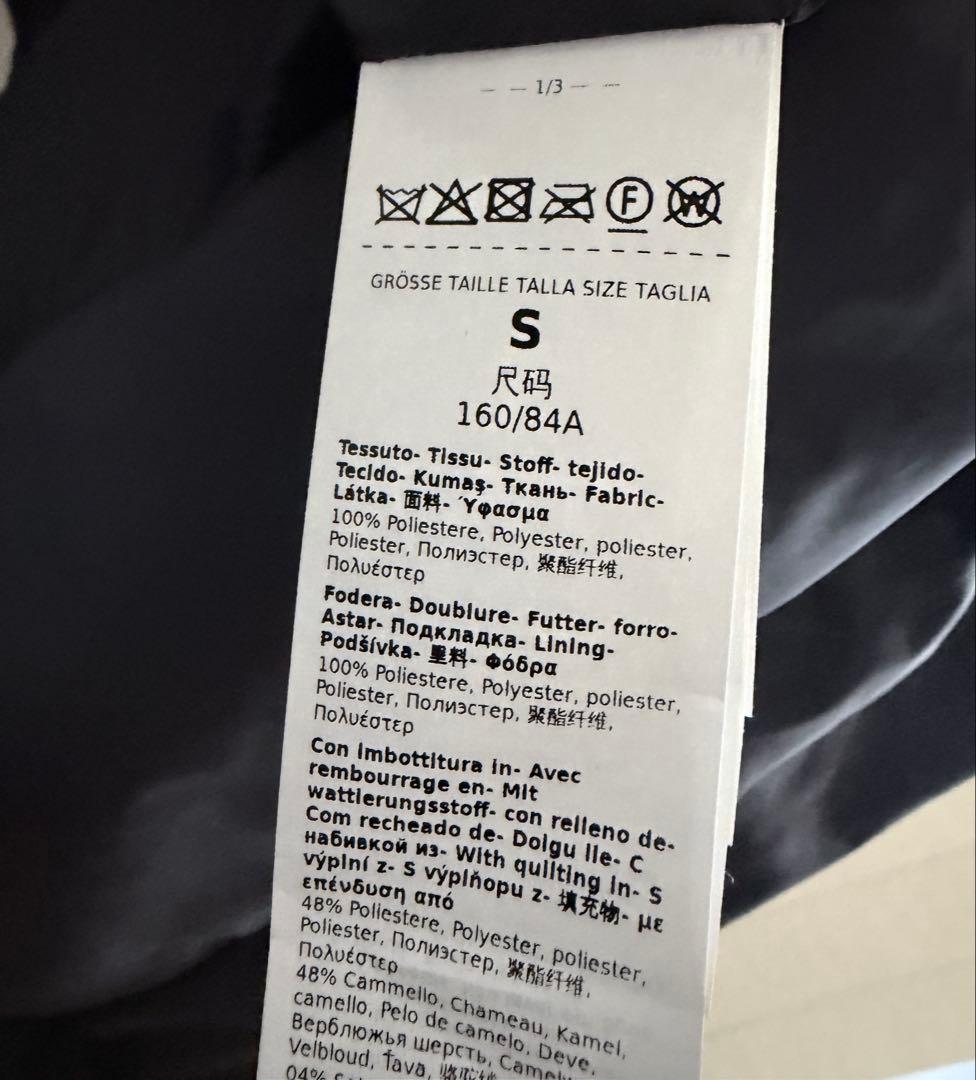 1/3
F W
GRÖSSE TAILLE TALLA SIZE TAGLIA
S
尺码
160/84A
Tessuto- Tissu- Stoff- tejido-
Tecido- Kumaş- Ткань- Fabric-
Látka- 面料- Ύφασμα
100% Poliestere, Polyester, poliester,
Poliester, Полиэстер, 聚酯纤维,
Πολυέστερ
Fodera- Doublure- Futter- forro-
Astar- Подкладка- Lining-
Podšívka- 里料- Φόδρα
100% Poliestere, Polyester, poliester,
Poliester, Полиэстер, 聚酯纤维,
Πολυέστερ
Con imbottitura in- Avec
rembourrage en- Mit
wattierungsstoff- con relleno de-
Com recheado de- Dolgu ile- C
набивкой из- With quilting in- S
výplní z- S výplňopu z- 填充物- με
επένδυση από
48% Poliestere, Polyester, poliester,
Poliester, Полиэстер, 聚酯纤维,
Πολυέστερ
48% Cammello, Chameau, Kamel,
camello, Pelo de camelo, Deve,
Верблюжья шерсть,
Velbloud,
04%